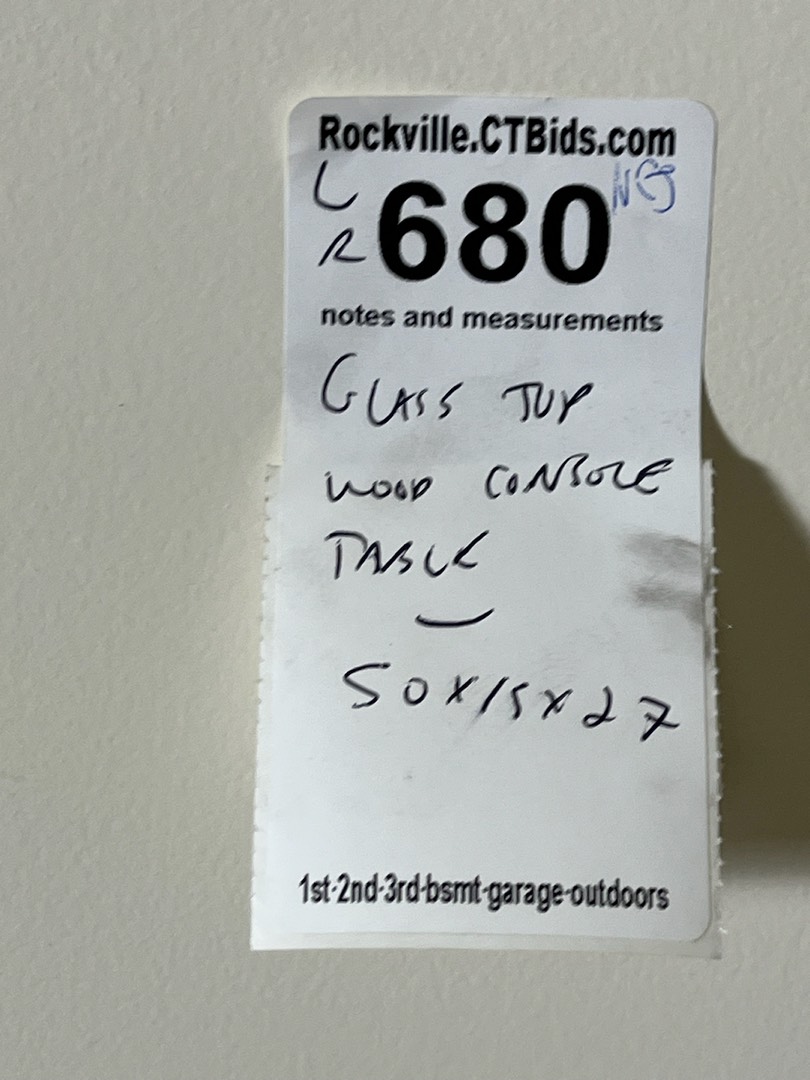 Rockville.CTBids.com
L
R
680
notes and measurements
GLASS TOP
WOOD CONSOLE
TABLE
50x15x27
1st-2nd-3rd-bsmt-garage-outdoors